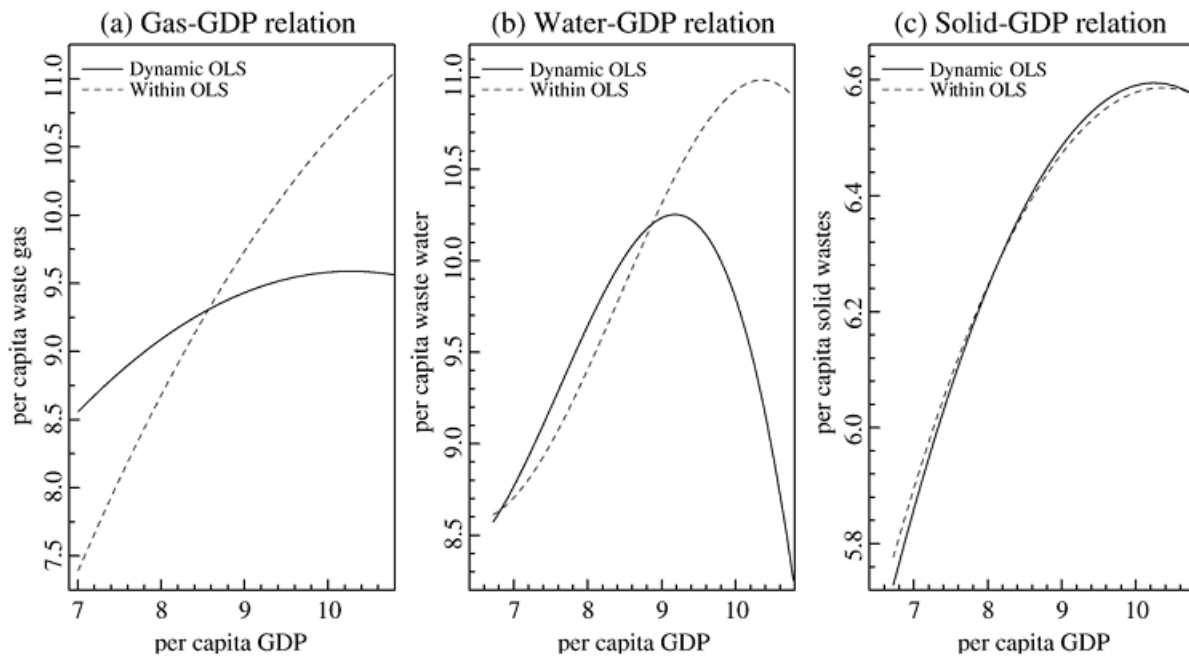 (a) Gas-GDP relation
Dynamic OLS
Within OLS
per capita waste gas
11.0
10.5
10.0
9.5
9.0
8.5
8.0
7.5
7 8 9 10
per capita GDP
(b) Water-GDP relation
Dynamic OLS
Within OLS
per capita waste water
11.0
10.5
10.0
9.5
9.0
8.5
7 8 9 10
per capita GDP
(c) Solid-GDP relation
Dynamic OLS
Within OLS
per capita solid wastes
6.6
6.4
6.2
6.0
5.8
7 8 9 10
per capita GDP